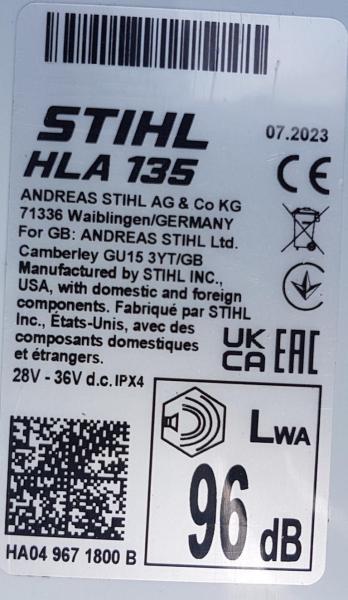 STIHL
07.2023
HLA 135
CE
ANDREAS STIHL AG & Co KG
71336 Waiblingen/GERMANY
For GB: ANDREAS STIHL Ltd.
Camberley GU15 3YT/GB
Manufactured by STIHL INC.,
USA, with domestic and foreign
components. Fabriqué par STIHL
Inc., États-Unis, avec des
composants domestiques
et étrangers.
UK
CA
EAC
28V - 36V d.c. IPX4
LWA
96 dB
HA04 967 1800 B